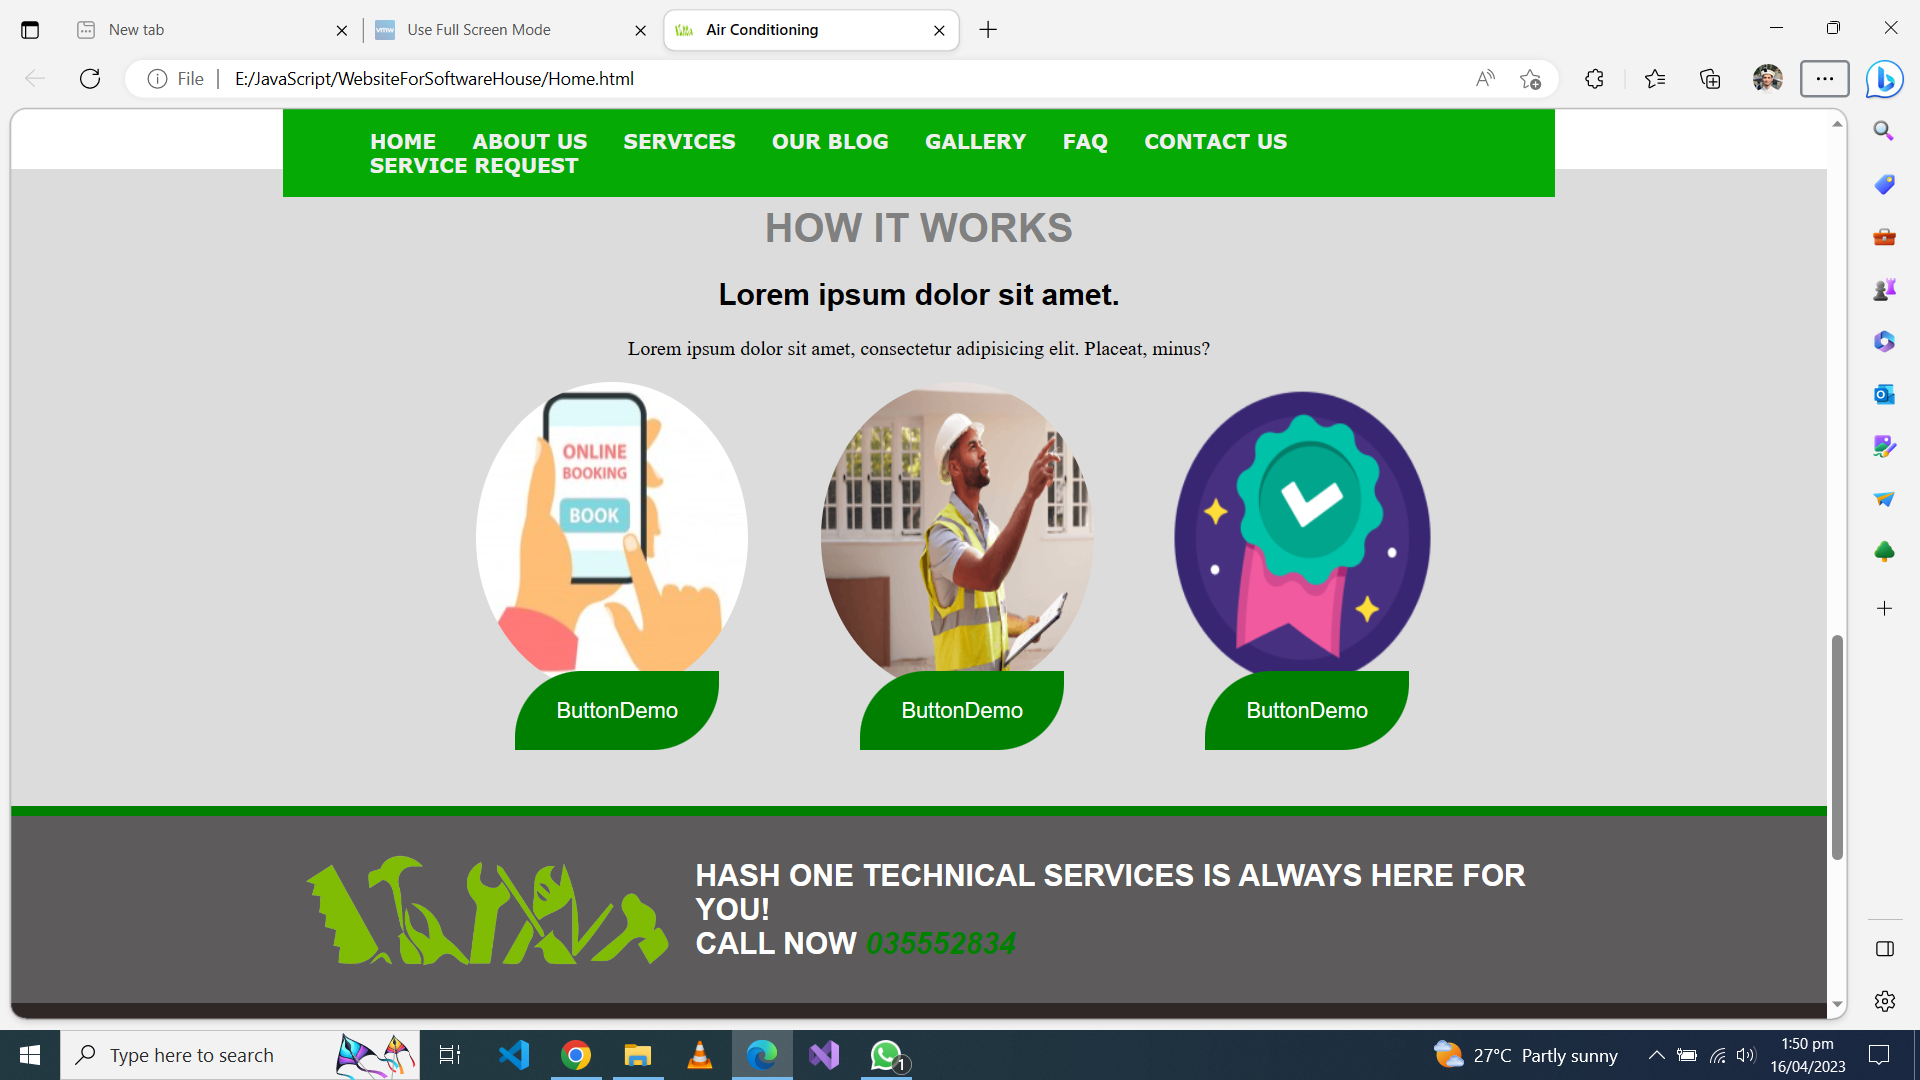 New tab
Use Full Screen Mode
Air Conditioning
File
E:/JavaScript/WebsiteForSoftwareHouse/Home.html
HOME ABOUT US SERVICES OUR BLOG GALLERY FAQ CONTACT US
SERVICE REQUEST
HOW IT WORKS
Lorem ipsum dolor sit amet.
Lorem ipsum dolor sit amet, consectetur adipisicing elit. Placeat, minus?
ONLINE
BOOKING
BOOK
ButtonDemo
ButtonDemo
ButtonDemo
HASH ONE TECHNICAL SERVICES IS ALWAYS HERE FOR
YOU!
CALL NOW 035552834
Type here to search
1
27°C Partly sunny
1:50 pm
16/04/2023